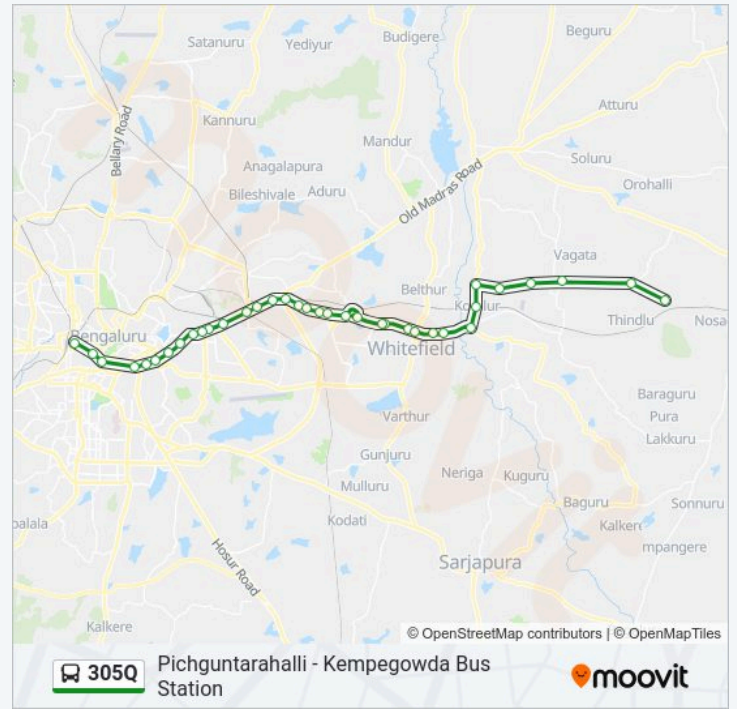 Satanuru
Yediyur
Budigere
Beguru
Bellary Road
Kannuru
Atturu
Mandur
Anagalapura
Soluru
Bileshivale
Aduru
Old Madras Road
Orohalli
Vagata
Belthur
Bengaluru
Thindlu
Nosa
Whitefield
Baraguru
Varthur
Pura
Lakkuru
Gunjuru
Mulluru
Neriga
Kuguru
Baguru
Sonnuru
Kodati
palala
Kalkere
mpangere
Hosur Road
Sarjapura
Kalkere
© OpenStreetMap contributors | © OpenMapTiles
305Q
Pichguntarahalli - Kempegowda Bus
Station
moovit